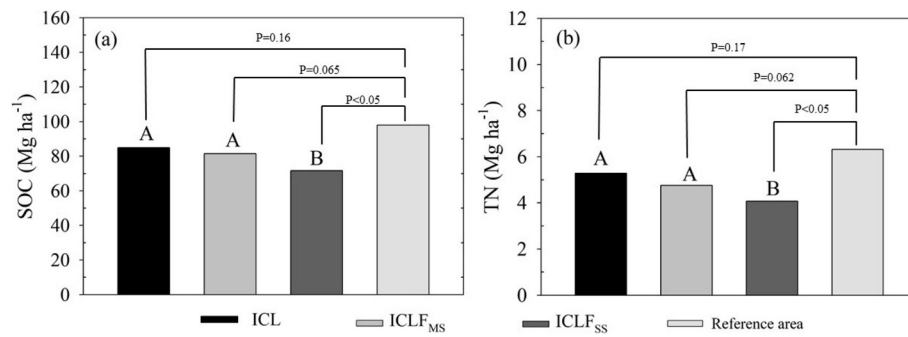 (a)
SOC (Mg ha⁻¹)
160
140
120
100
80
60
40
20
0
P=0.16
P=0.065
P<0.05
A
A
B
(b)
TN (Mg ha⁻¹)
12
10
8
6
4
2
0
P=0.17
P=0.062
P<0.05
A
A
B
ICL
ICLF_MS
ICLF_SS
Reference area